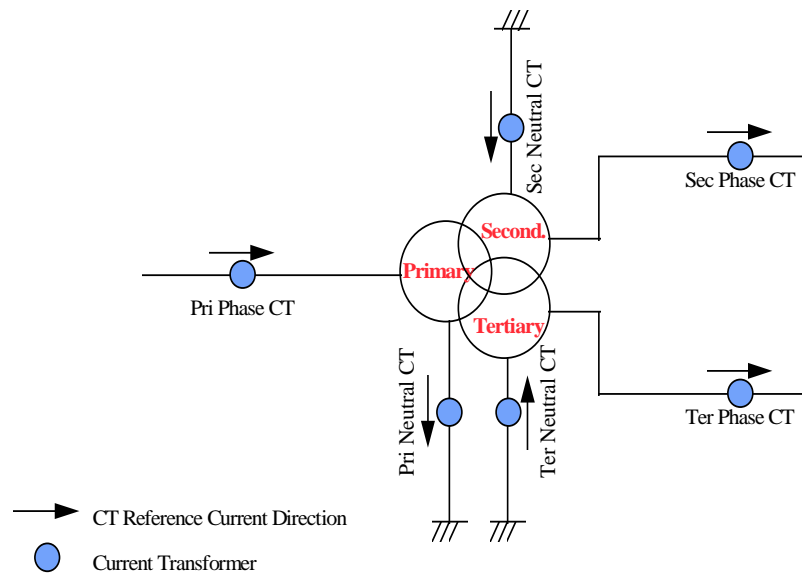 Sec Neutral CT
Sec Phase CT
Second.
Primary
Pri Phase CT
Tertiary
Pri Neutral CT
Ter Neutral CT
Ter Phase CT
CT Reference Current Direction
Current Transformer